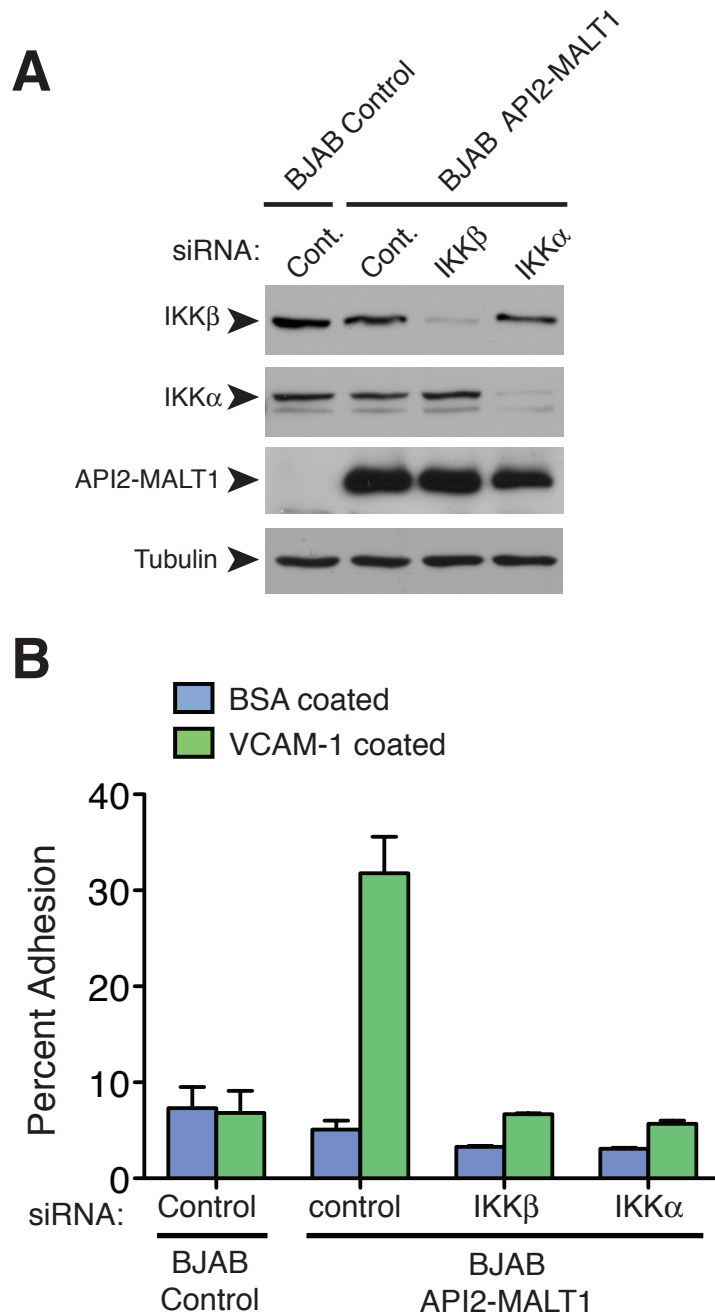 A
BJAB Control
BJAB API2-MALT1
siRNA:
Cont.
Cont.
IKKβ
IKKα
IKKβ
IKKα
API2-MALT1
Tubulin
B
BSA coated
VCAM-1 coated
Percent Adhesion
40
30
20
10
0
siRNA: Control control IKKβ IKKα
BJAB
Control
BJAB
API2-MALT1